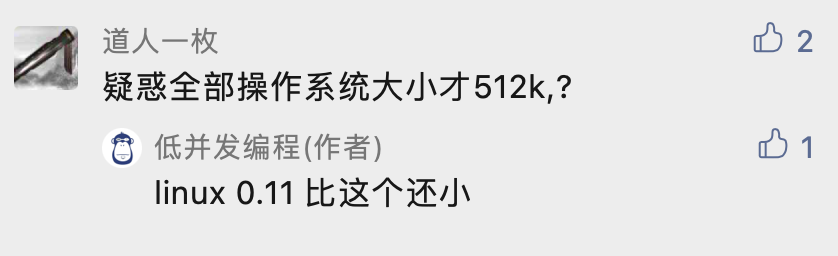 道人一枚
2
疑惑全部操作系统大小才512k,?
低并发编程(作者)
1
linux 0.11 比这个还小